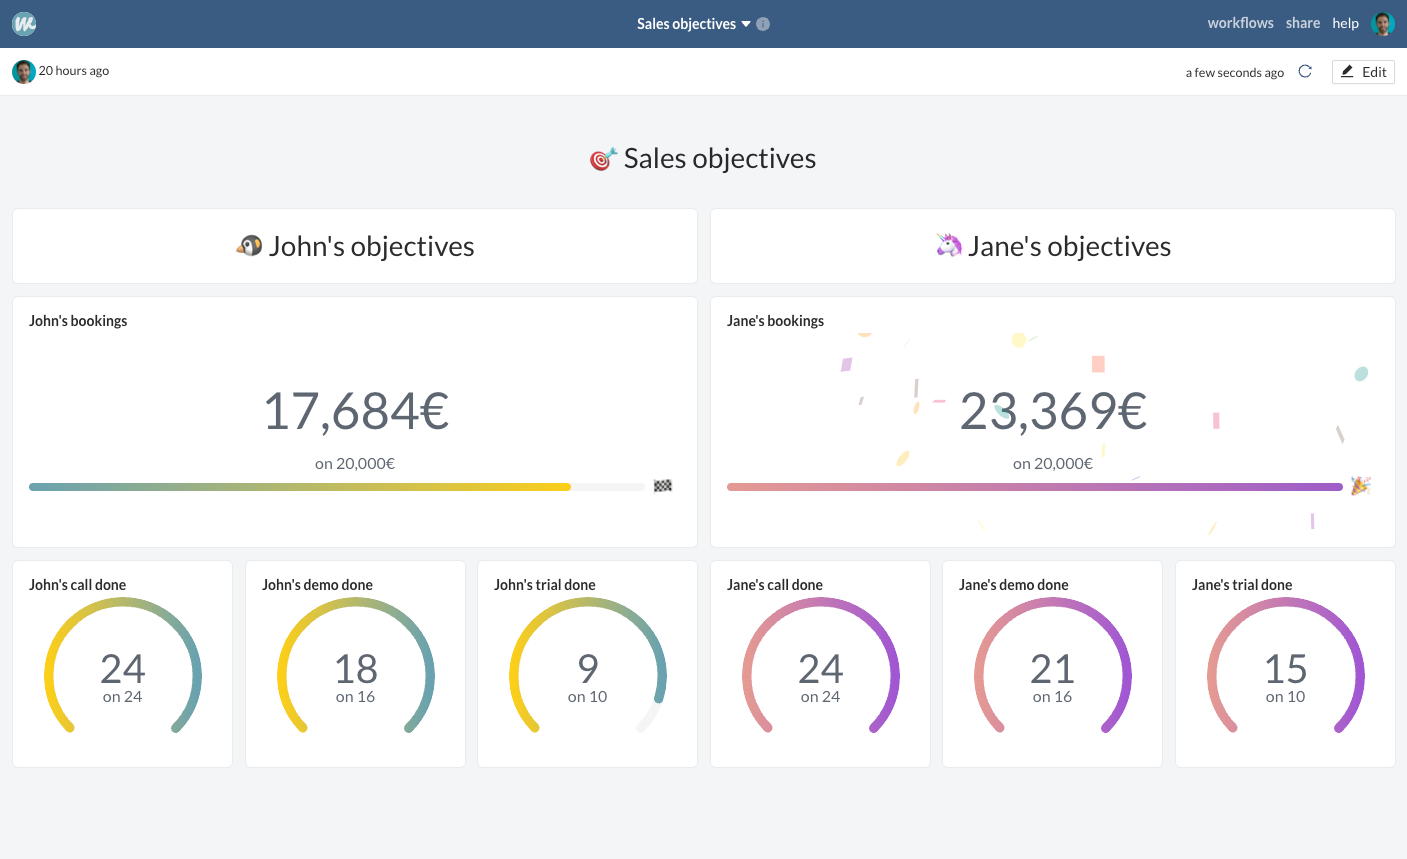 Sales objectives
workflows share help
20 hours ago
a few seconds ago
Edit
Sales objectives
John's objectives
Jane's objectives
John's bookings
17,684€
on 20,000€
Jane's bookings
23,369€
on 20,000€
John's call done
24
on 24
John's demo done
18
on 16
John's trial done
9
on 10
Jane's call done
24
on 24
Jane's demo done
21
on 16
Jane's trial done
15
on 10